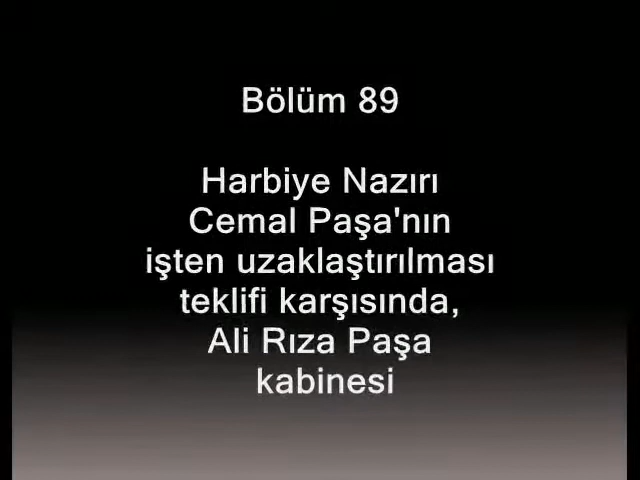 Bölüm 89
Harbiye Nazırı
Cemal Paşa'nın
işten uzaklaştırılması
teklifi karşısında,
Ali Rıza Paşa
kabinesi